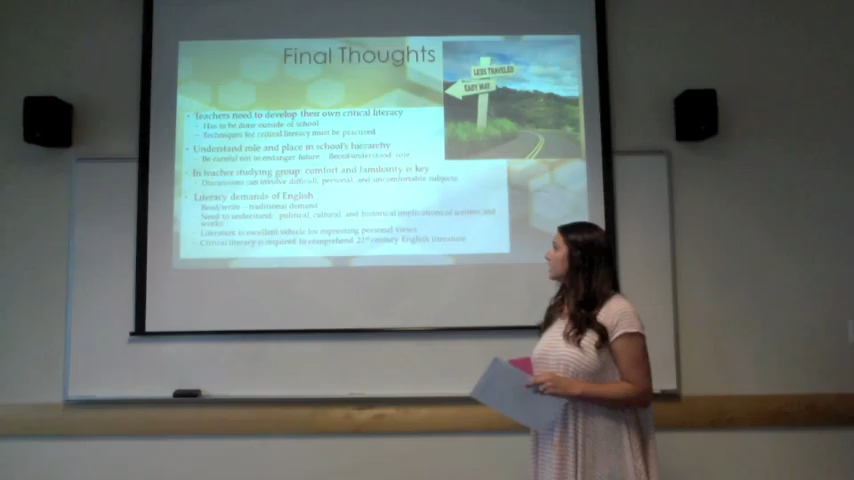 Final Thoughts
LESS TRAVELED
EASY WAY
Teachers need to develop their own critical literacy
Has to be done outside of school
Techniques for critical literacy must be practiced
Understand role and place in school's hierarchy
Be careful not to endanger future
In teacher studying group comfort and familiarity is key
Discussions can involve difficult, personal, and uncomfortable subjects
Literacy demands of English
Read/write – traditional demand
Need to understand: political, cultural, and historical implications of authors and
works
Literature is excellent vehicle for expressing personal views
Critical literacy is required to comprehend 21st century English literature